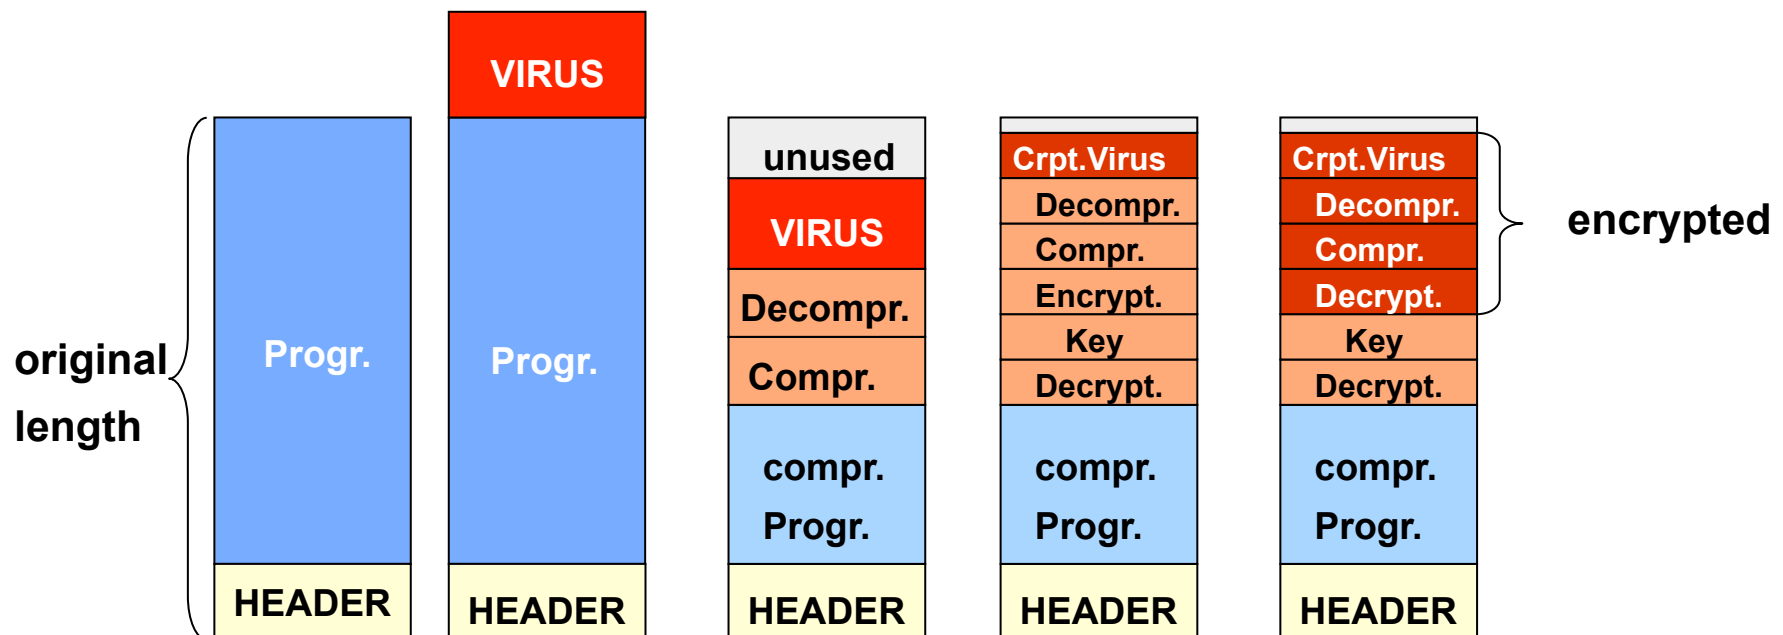 original
length
Progr.
HEADER
VIRUS
Progr.
HEADER
unused
VIRUS
Decompr.
Compr.
compr.
Progr.
HEADER
Crpt.Virus
Decompr.
Compr.
Encrypt.
Key
Decrypt.
compr.
Progr.
HEADER
Crpt.Virus
Decompr.
Compr.
Decrypt.
Key
Decrypt.
compr.
Progr.
HEADER
encrypted